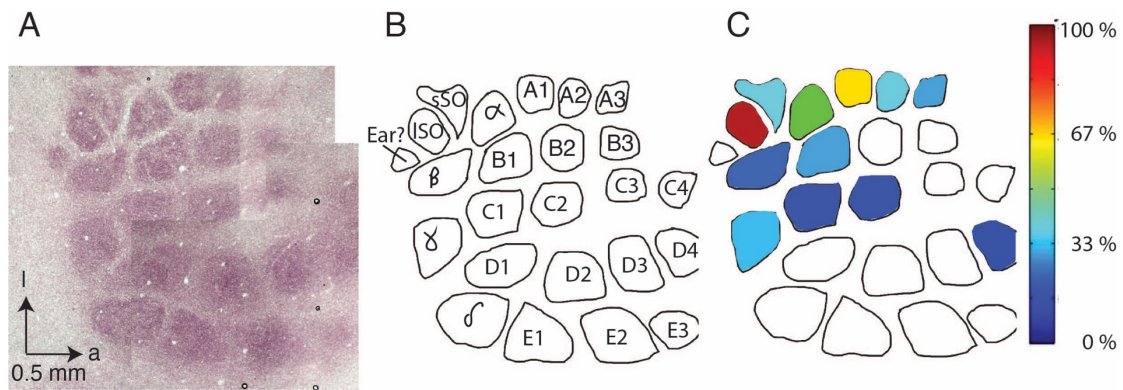 A
B
C
sSO
α
A1
A2
A3
lSO
Ear?
β
B1
B2
B3
C1
C2
C3
C4
γ
D1
D2
D3
D4
δ
E1
E2
E3
l
a
0.5 mm
100 %
67 %
33 %
0 %